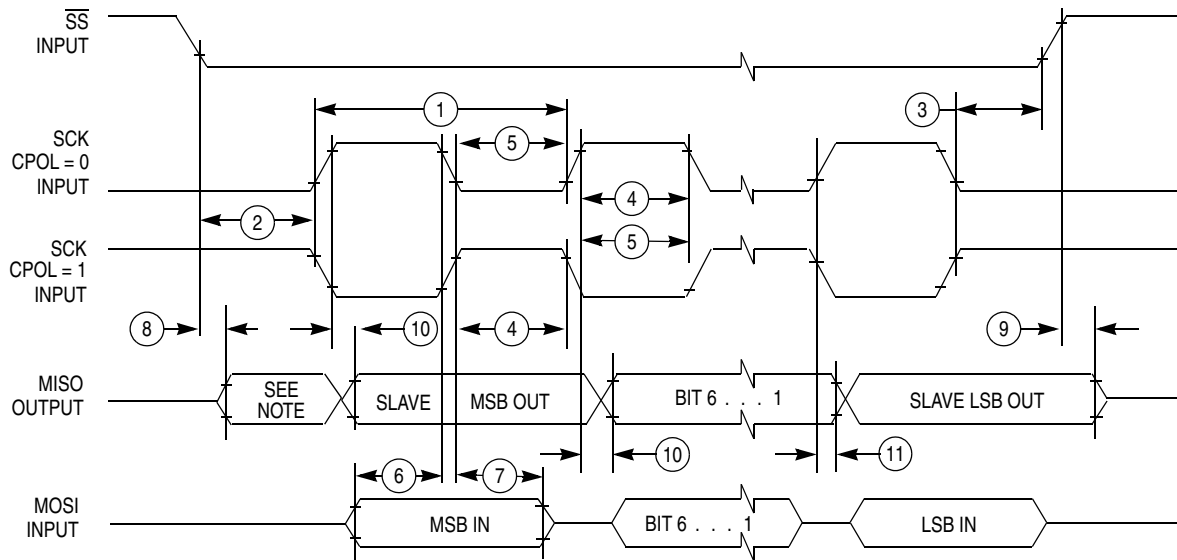 SS
INPUT
1
3
SCK
CPOL = 0
INPUT
5
4
2
SCK
CPOL = 1
INPUT
5
8
10
4
9
MISO
OUTPUT
SEE
NOTE
SLAVE
MSB OUT
BIT 6 . . . 1
SLAVE LSB OUT
6
7
10
11
MOSI
INPUT
MSB IN
BIT 6 . . . 1
LSB IN